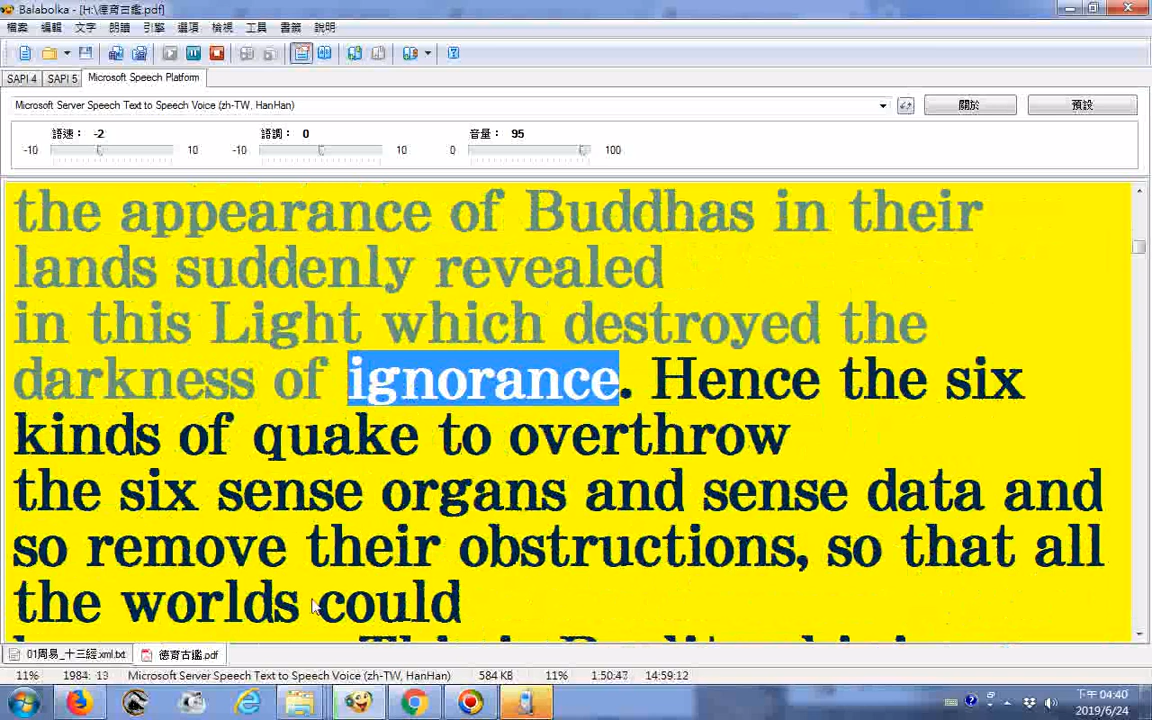 Balabolka - [H:\德育古鑑.pdf]
檔案 編輯 文字 朗讀 引擎 選項 檢視 工具 書籤 說明
SAPI 4 SAPI 5 Microsoft Speech Platform
Microsoft Server Speech Text to Speech Voice (zh-TW, HanHan) 關於 預設
語速： -2 語調： 0 音量： 95
-10 10 -10 10 0 100
the appearance of Buddhas in their
lands suddenly revealed
in this Light which destroyed the
darkness of ignorance. Hence the six
kinds of quake to overthrow
the six sense organs and sense data and
so remove their obstructions, so that all
the worlds could
01周易_十三經.xml.txt 德育古鑑.pdf
11% 1984: 13 Microsoft Server Speech Text to Speech Voice (zh-TW, HanHan) 584 KB 11% 1:50:47 14:59:12
下午 04:40
2019/6/24